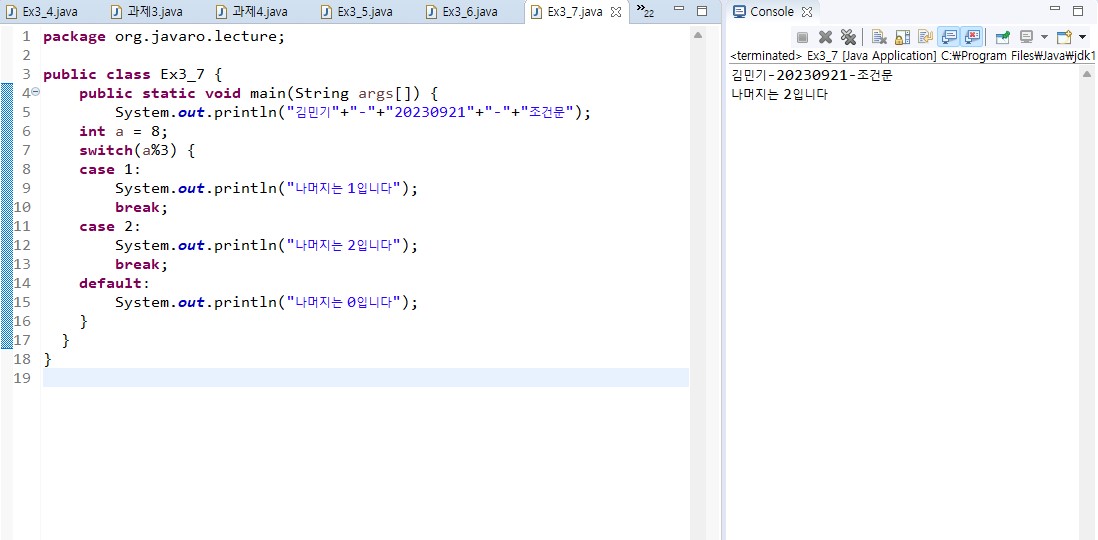 Ex3_4.java 과제3.java 과제4.java Ex3_5.java Ex3_6.java Ex3_7.java »22
1 package org.javaro.lecture;
2
3 public class Ex3_7 {
4 public static void main(String args[]) {
5 System.out.println("김민기"+"-"+"20230921"+"-"+"조건문");
6 int a = 8;
7 switch(a%3) {
8 case 1:
9 System.out.println("나머지는 1입니다");
10 break;
11 case 2:
12 System.out.println("나머지는 2입니다");
13 break;
14 default:
15 System.out.println("나머지는 0입니다");
16 }
17 }
18 }
19
Console
<terminated> Ex3_7 [Java Application] C:₩Program Files₩Java₩jdk1
김민기-20230921-조건문
나머지는 2입니다